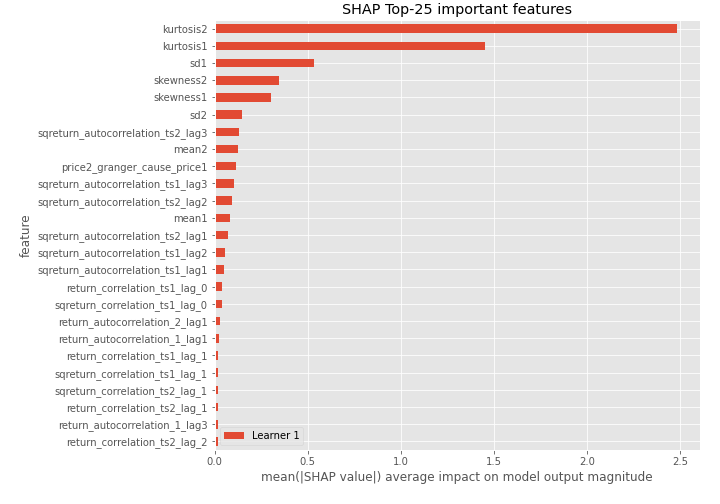 SHAP Top-25 important features
kurtosis2
kurtosis1
sd1
skewness2
skewness1
sd2
sqreturn_autocorrelation_ts2_lag3
mean2
price2_granger_cause_price1
sqreturn_autocorrelation_ts1_lag3
sqreturn_autocorrelation_ts2_lag2
mean1
sqreturn_autocorrelation_ts2_lag1
sqreturn_autocorrelation_ts1_lag2
sqreturn_autocorrelation_ts1_lag1
return_correlation_ts1_lag_0
sqreturn_correlation_ts1_lag_0
return_autocorrelation_2_lag1
return_autocorrelation_1_lag1
return_correlation_ts1_lag_1
sqreturn_correlation_ts1_lag_1
sqreturn_correlation_ts2_lag_1
return_correlation_ts2_lag_1
return_autocorrelation_1_lag3
return_correlation_ts2_lag_2
feature
Learner 1
0.0 0.5 1.0 1.5 2.0 2.5
mean(|SHAP value|) average impact on model output magnitude